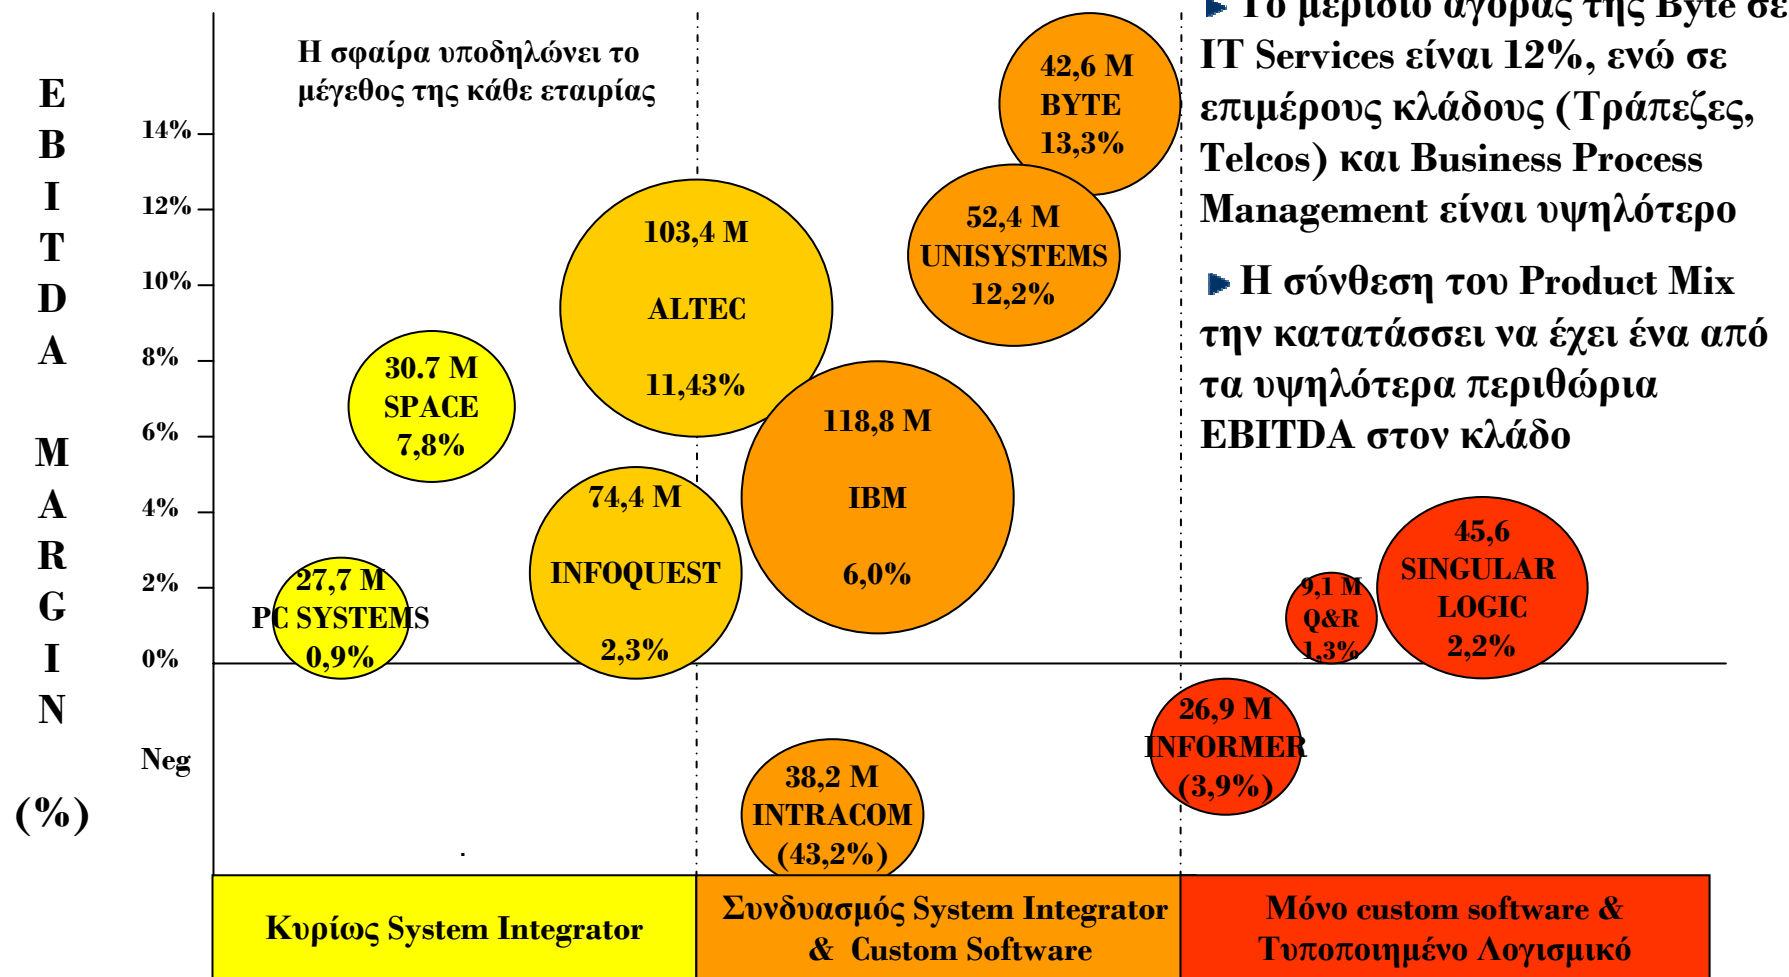 Η σφαίρα υποδηλώνει το
μέγεθος της κάθε εταιρίας
EBITDA MARGIN (%)
14%
12%
10%
8%
6%
4%
2%
0%
Neg
42,6 M
BYTE
13,3%
52,4 M
UNISYSTEMS
12,2%
103,4 M
ALTEC
11,43%
30.7 M
SPACE
7,8%
118,8 M
IBM
6,0%
74,4 M
INFOQUEST
2,3%
27,7 M
PC SYSTEMS
0,9%
9,1 M
Q&R
1,3%
45,6
SINGULAR
LOGIC
2,2%
26,9 M
INFORMER
(3,9%)
38,2 M
INTRACOM
(43,2%)
Το μερίδιο αγοράς της Byte σε
IT Services είναι 12%, ενώ σε
επιμέρους κλάδους (Τράπεζες,
Telcos) και Business Process
Management είναι υψηλότερο
Η σύνθεση του Product Mix
την κατατάσσει να έχει ένα από
τα υψηλότερα περιθώρια
EBITDA στον κλάδο
Κυρίως System Integrator
Συνδυασμός System Integrator
& Custom Software
Μόνο custom software &
Τυποποιημένο Λογισμικό